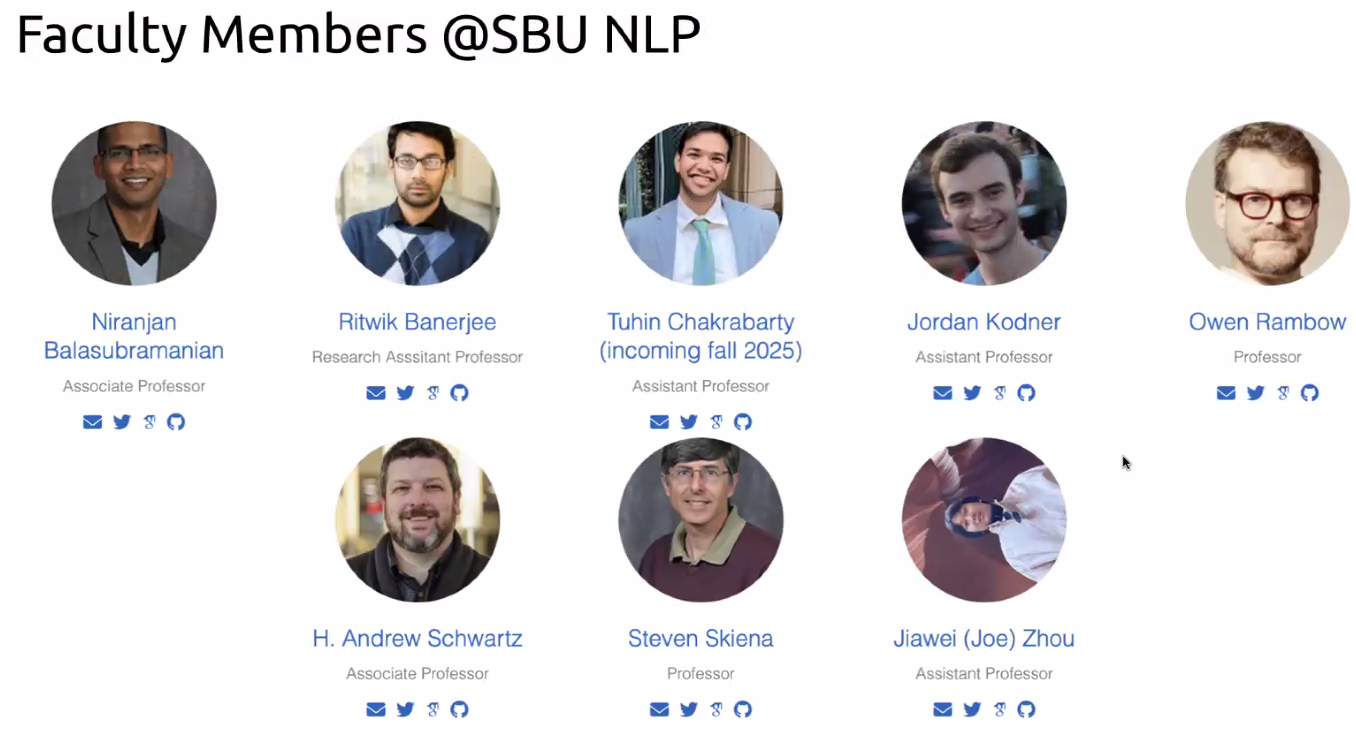 Faculty Members @SBU NLP
Niranjan
Balasubramanian
Associate Professor
Ritwik Banerjee
Research Asssitant Professor
Tuhin Chakrabarty
(incoming fall 2025)
Assistant Professor
Jordan Kodner
Assistant Professor
Owen Rambow
Professor
H. Andrew Schwartz
Associate Professor
Steven Skiena
Professor
Jiawei (Joe) Zhou
Assistant Professor